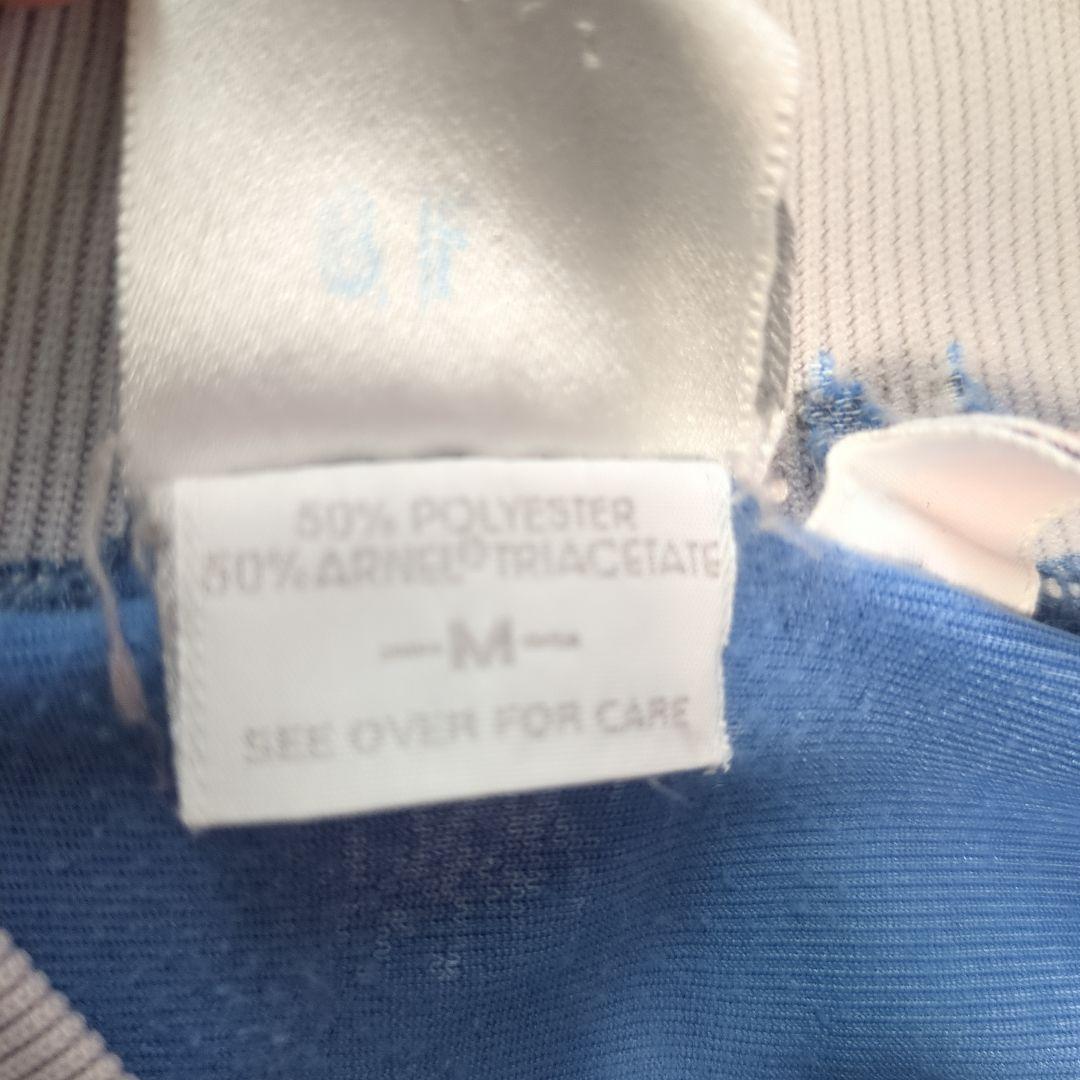 50% POLYESTER
50% ARNEL® TRIACETATE
—M—
SEE OVER FOR CARE